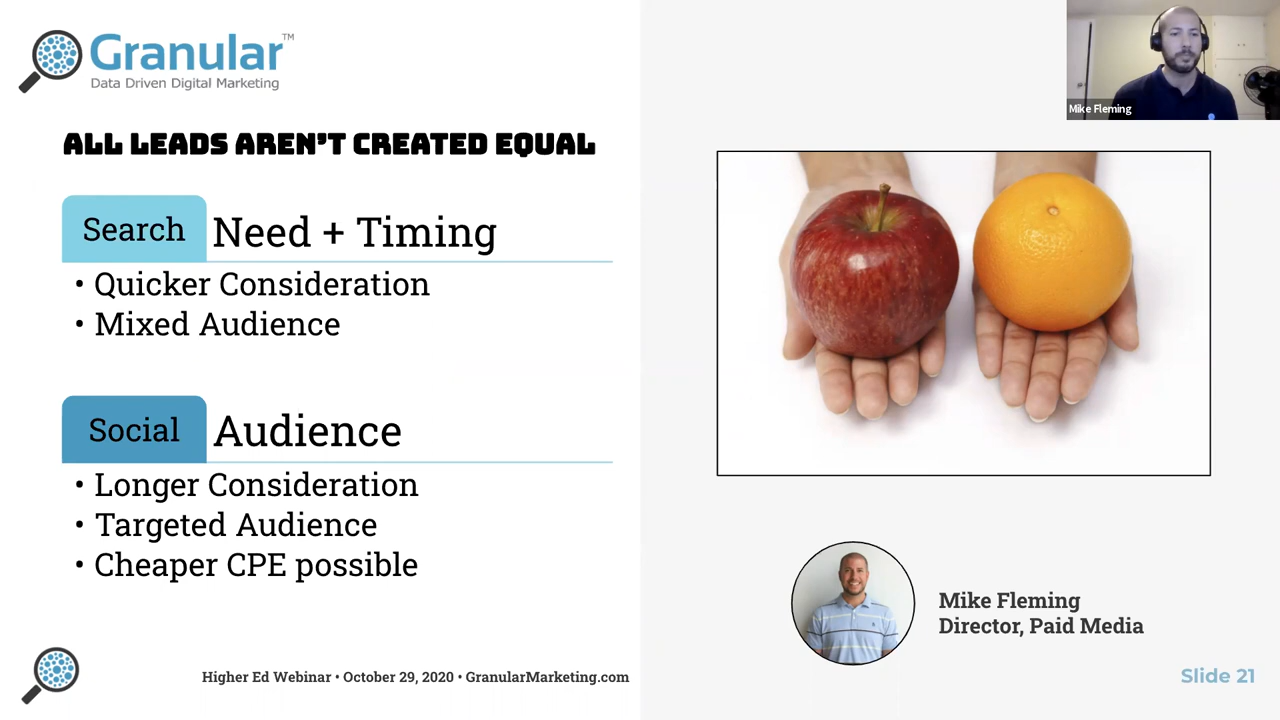 Granular™
Data Driven Digital Marketing
Mike Fleming
ALL LEADS AREN'T CREATED EQUAL
Search
Need + Timing
• Quicker Consideration
• Mixed Audience
Social
Audience
• Longer Consideration
• Targeted Audience
• Cheaper CPE possible
Mike Fleming
Director, Paid Media
Higher Ed Webinar • October 29, 2020 • GranularMarketing.com
Slide 21